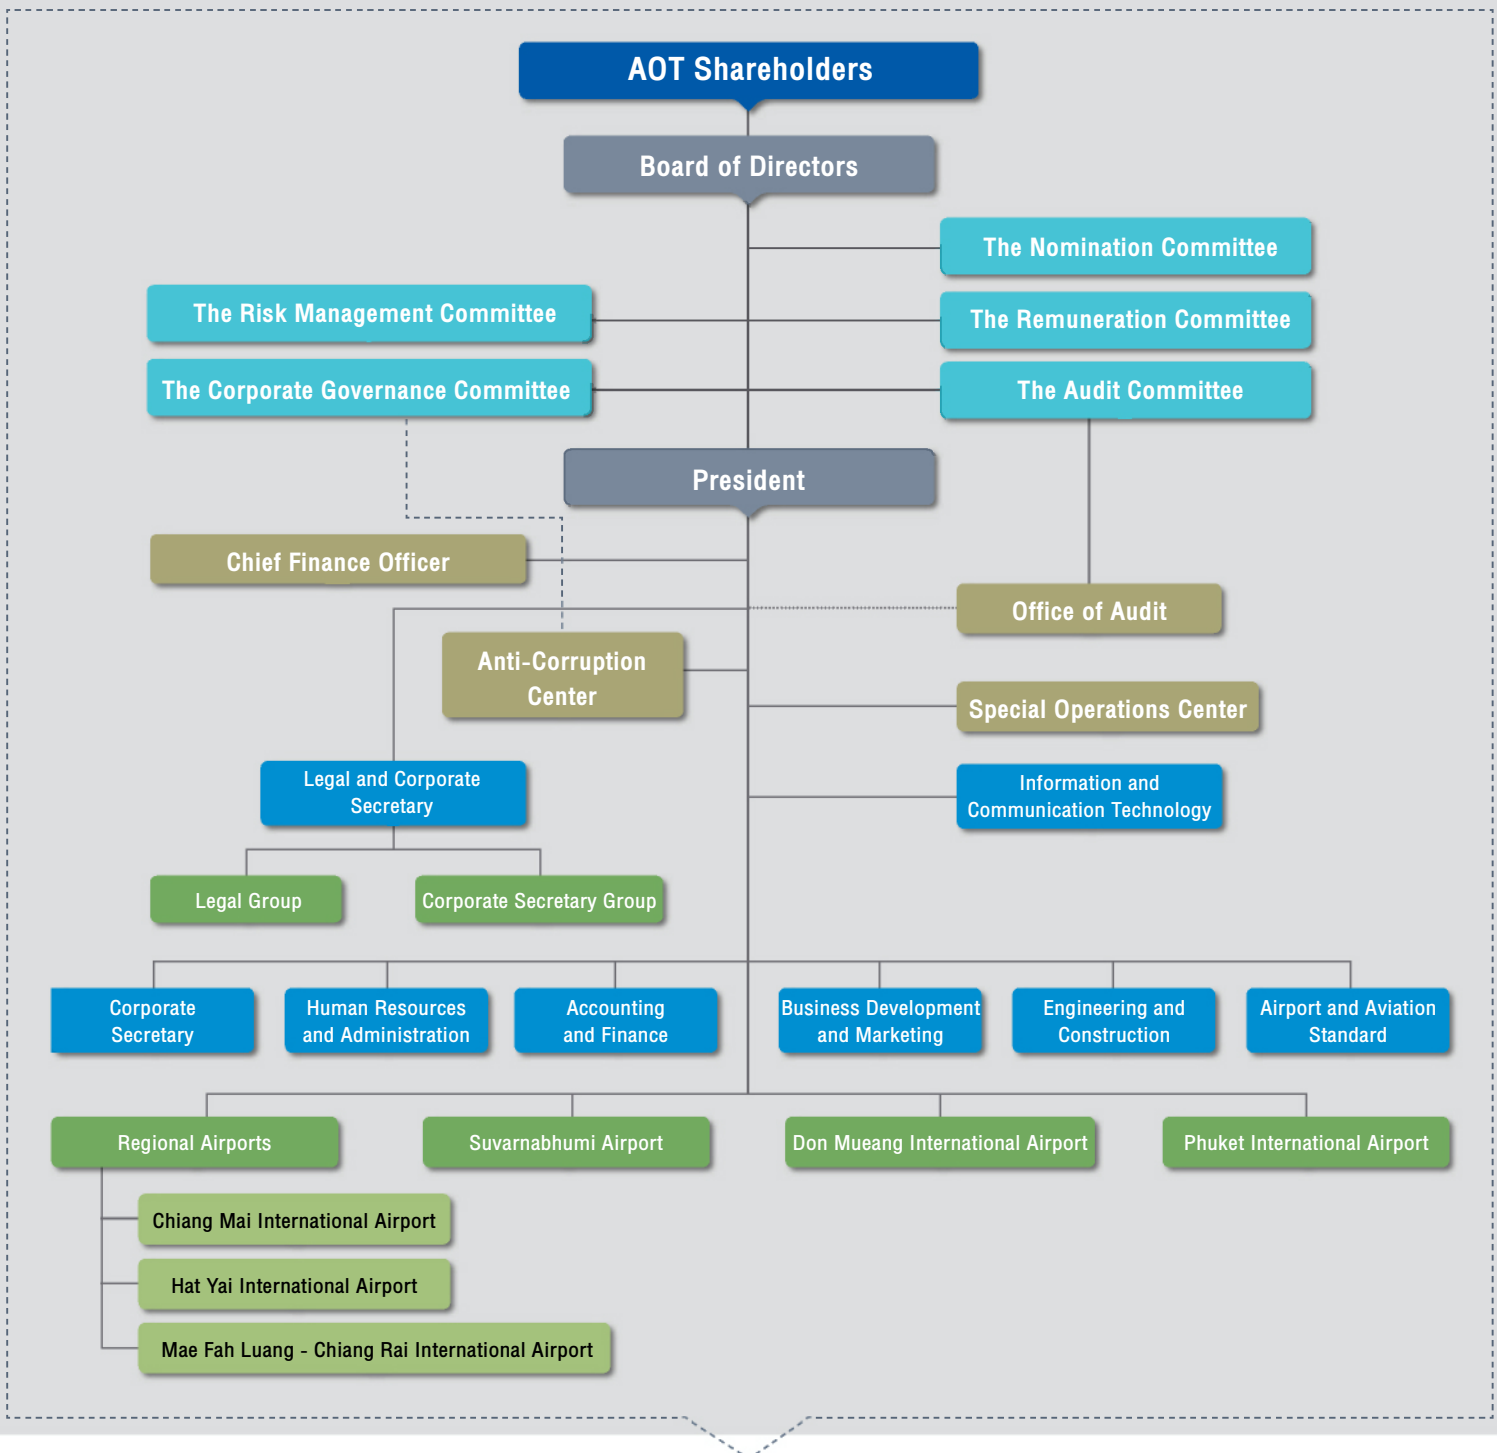 AOT Shareholders
Board of Directors
The Nomination Committee
The Risk Management Committee
The Remuneration Committee
The Corporate Governance Committee
The Audit Committee
President
Chief Finance Officer
Office of Audit
Anti-Corruption
Center
Special Operations Center
Legal and Corporate
Secretary
Information and
Communication Technology
Legal Group
Corporate Secretary Group
Corporate
Secretary
Human Resources
and Administration
Accounting
and Finance
Business Development
and Marketing
Engineering and
Construction
Airport and Aviation
Standard
Regional Airports
Suvarnabhumi Airport
Don Mueang International Airport
Phuket International Airport
Chiang Mai International Airport
Hat Yai International Airport
Mae Fah Luang - Chiang Rai International Airport